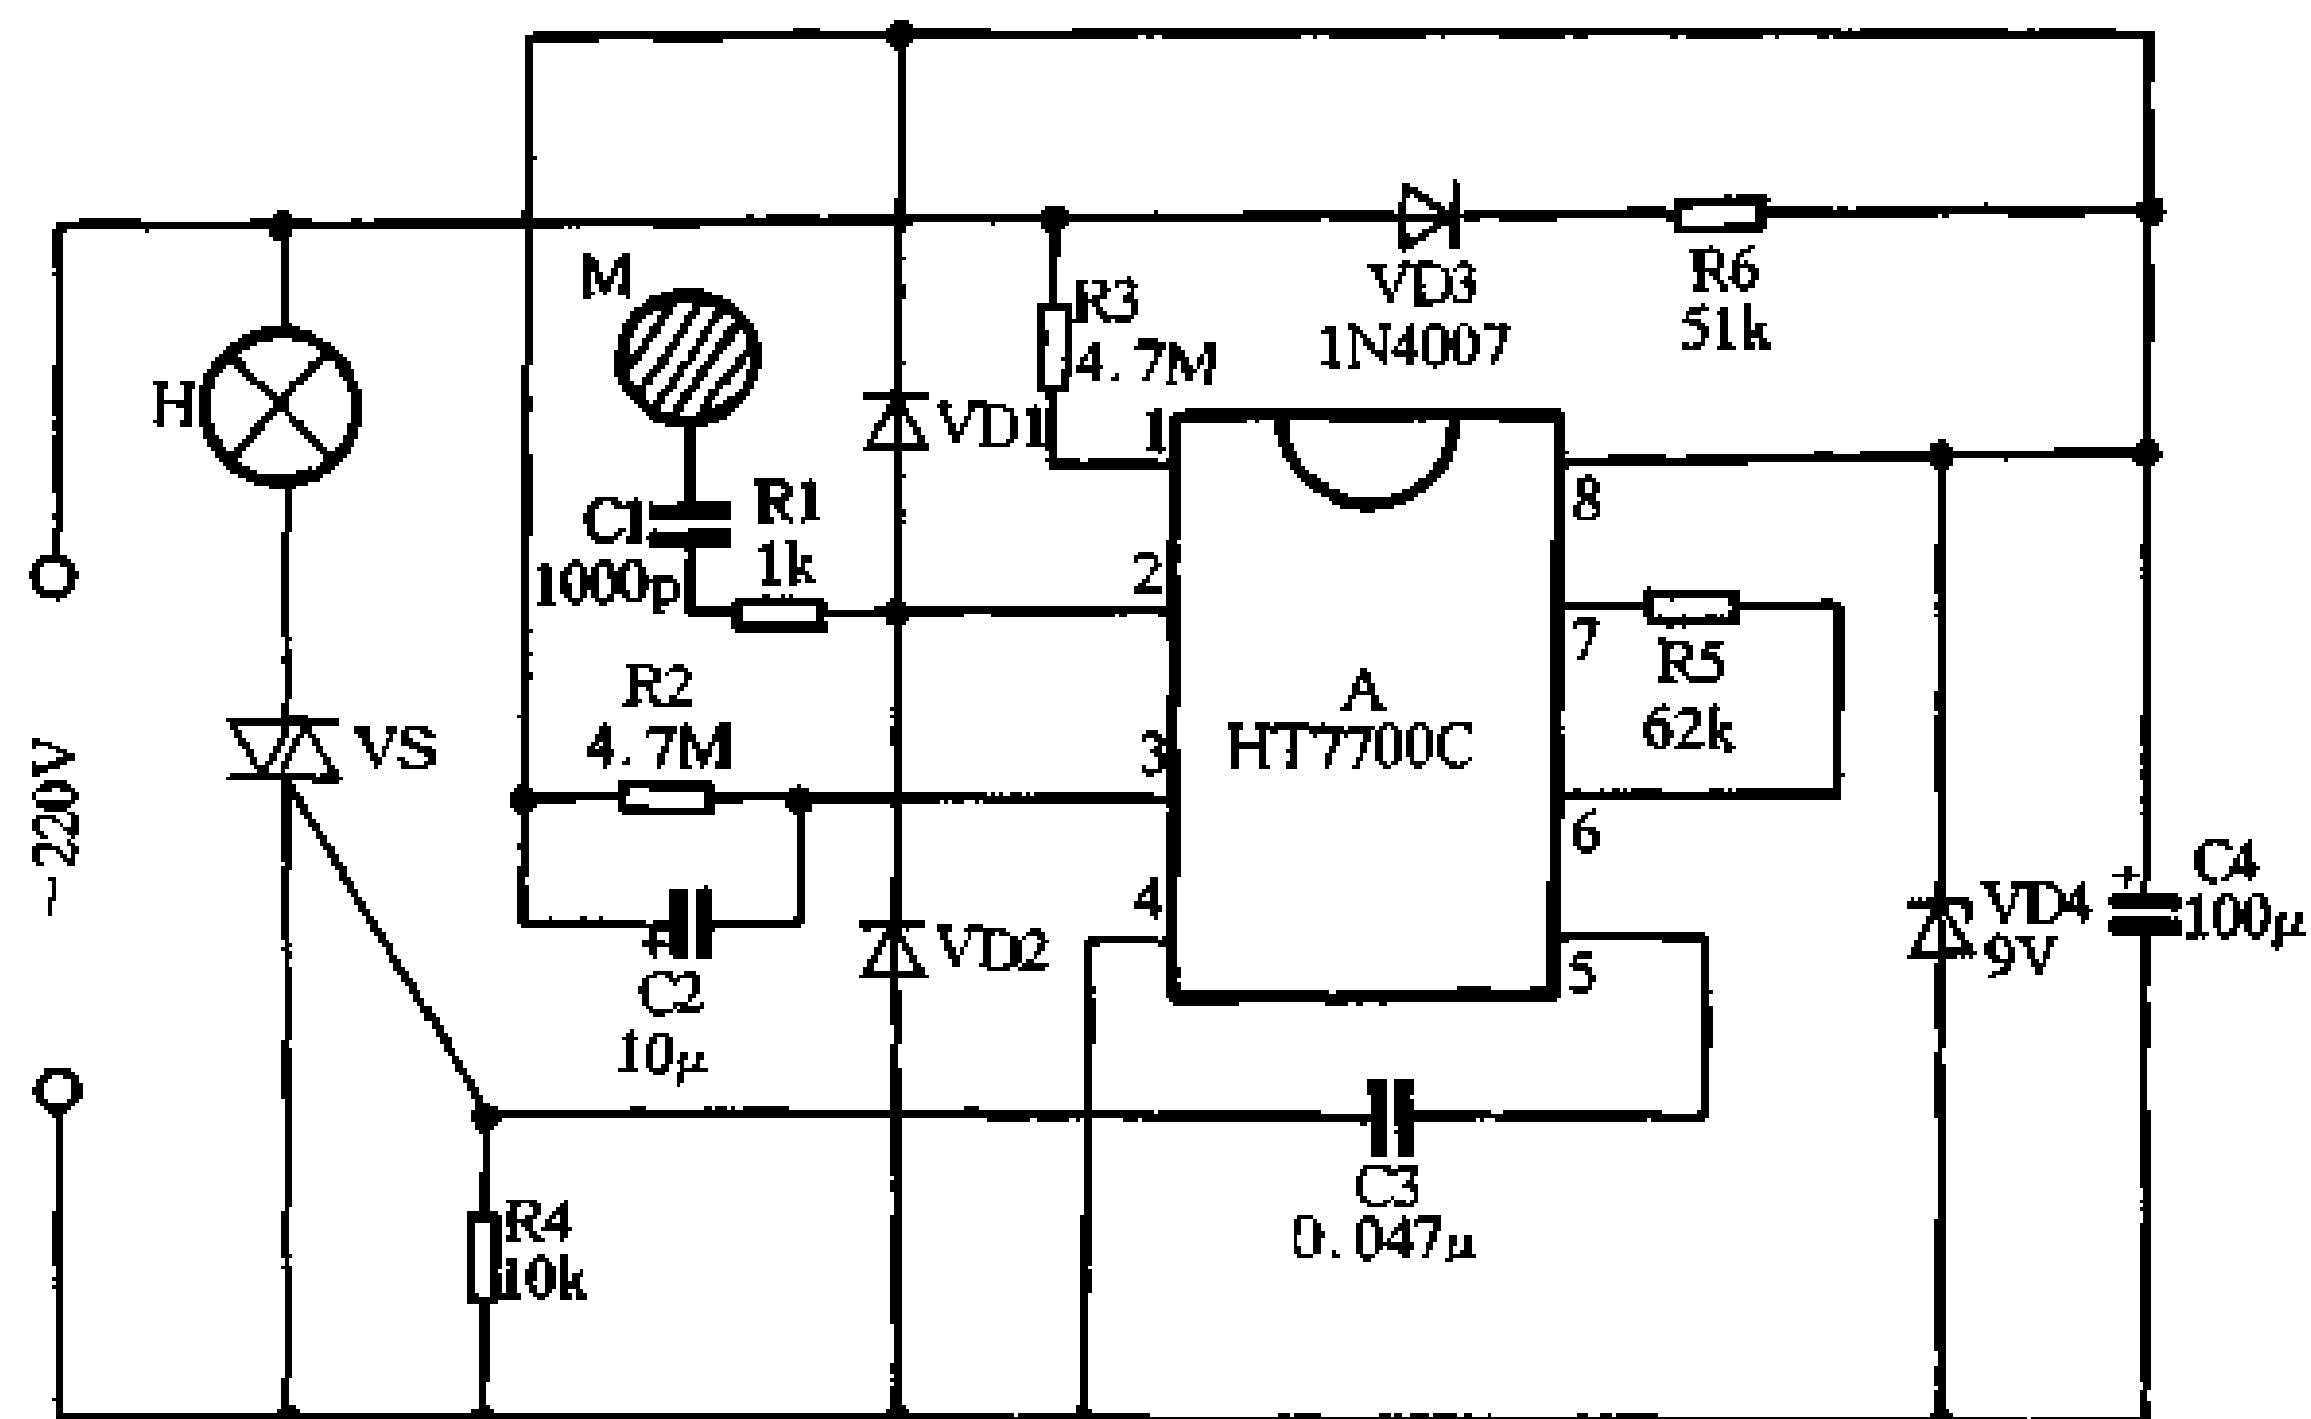 M
R3
4.7M
VD3
1N4007
R6
51k
H
VD1
1
8
C1
1000p
R1
1k
2
7
R5
62k
R2
4.7M
VS
3
A
HT7700C
6
~220V
4
5
C2
10μ
+
VD2
VD4
9V
+
C4
100μ
C3
0.047μ
R4
10k